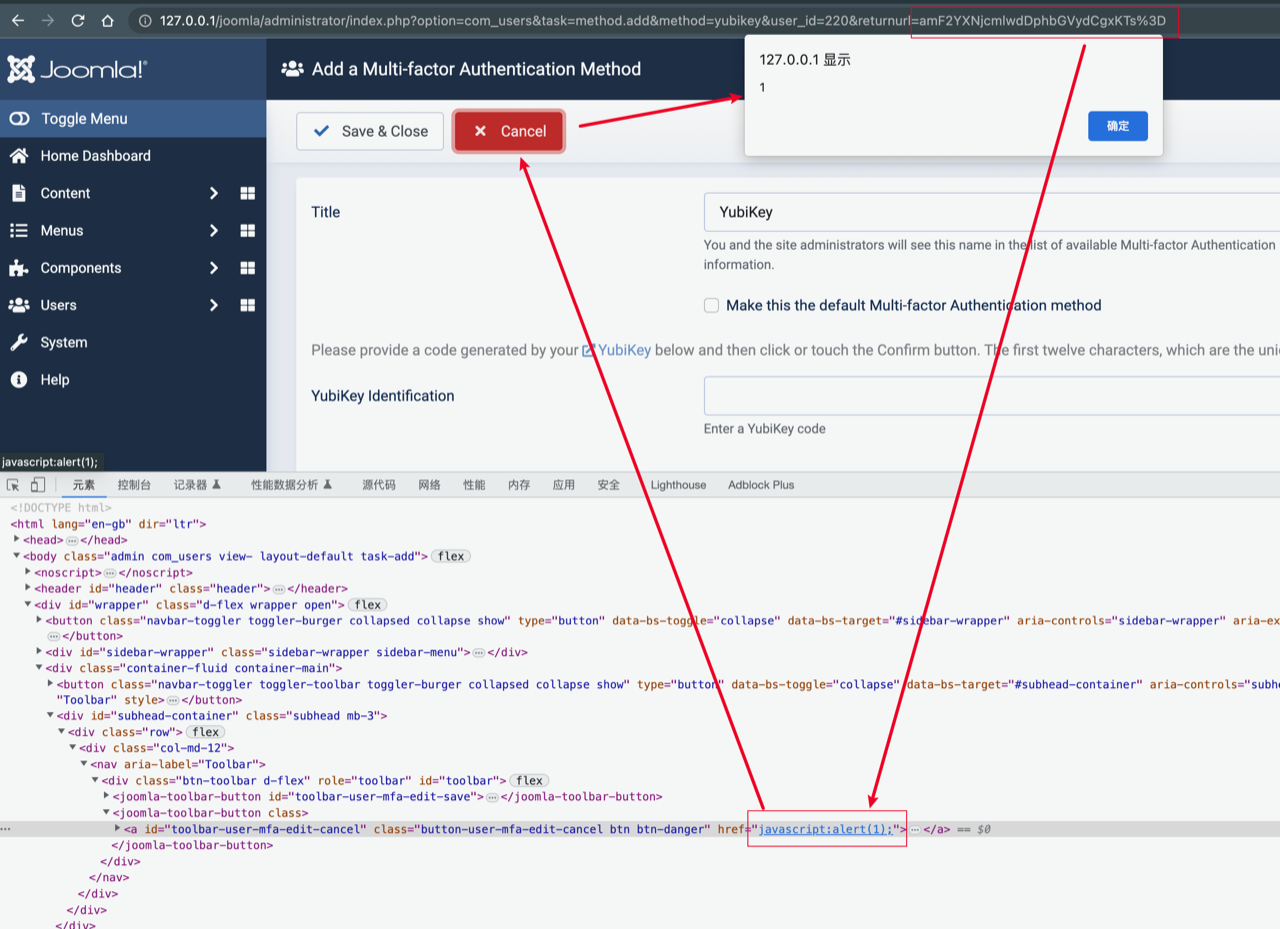 127.0.0.1/joomla/administrator/index.php?option=com_users&task=method.add&method=yubikey&user_id=220&returnurl=amF2YXNjcmlwdDphbGVydCgxKTs%3D
Joomla!®
Add a Multi-factor Authentication Method
127.0.0.1 显示
1
确定
Toggle Menu
Home Dashboard
Content
Menus
Components
Users
System
Help
Save & Close
Cancel
Title
YubiKey
You and the site administrators will see this name in the list of available Multi-factor Authentication
information.
Make this the default Multi-factor Authentication method
Please provide a code generated by your YubiKey below and then click or touch the Confirm button. The first twelve characters, which are the
YubiKey Identification
Enter a YubiKey code
javascript:alert(1);
元素 控制台 记录器 性能数据分析 源代码 网络 性能 内存 应用 安全 Lighthouse Adblock Plus
<!DOCTYPE html>
<html lang="en-gb" dir="ltr">
<head>…</head>
<body class="admin com_users view- layout-default task-add"> flex
<noscript>…</noscript>
<header id="header" class="header">…</header>
<div id="wrapper" class="d-flex wrapper open"> flex
<button class="navbar-toggler toggler-burger collapsed collapse show" type="button" data-bs-toggle="collapse" data-bs-target="#sidebar-wrapper" aria-controls="sidebar-wrapper" aria-ex
…</button>
<div id="sidebar-wrapper" class="sidebar-wrapper sidebar-menu">…</div>
<div class="container-fluid container-main">
<button class="navbar-toggler toggler-toolbar toggler-burger collapsed collapse show" type="button" data-bs-toggle="collapse" data-bs-target="#subhead-container" aria-controls="subhe
"Toolbar" style>…</button>
<div id="subhead-container" class="subhead mb-3">
<div class="row"> flex
<div class="col-md-12">
<nav aria-label="Toolbar">
<div class="btn-toolbar d-flex" role="toolbar" id="toolbar"> flex
<joomla-toolbar-button id="toolbar-user-mfa-edit-save">…</joomla-toolbar-button>
<joomla-toolbar-button class>
… <a id="toolbar-user-mfa-edit-cancel" class="button-user-mfa-edit-cancel btn btn-danger" href="javascript:alert(1);">…</a> == $0
</joomla-toolbar-button>
</div>
</nav>
</div>
</div>
</div>